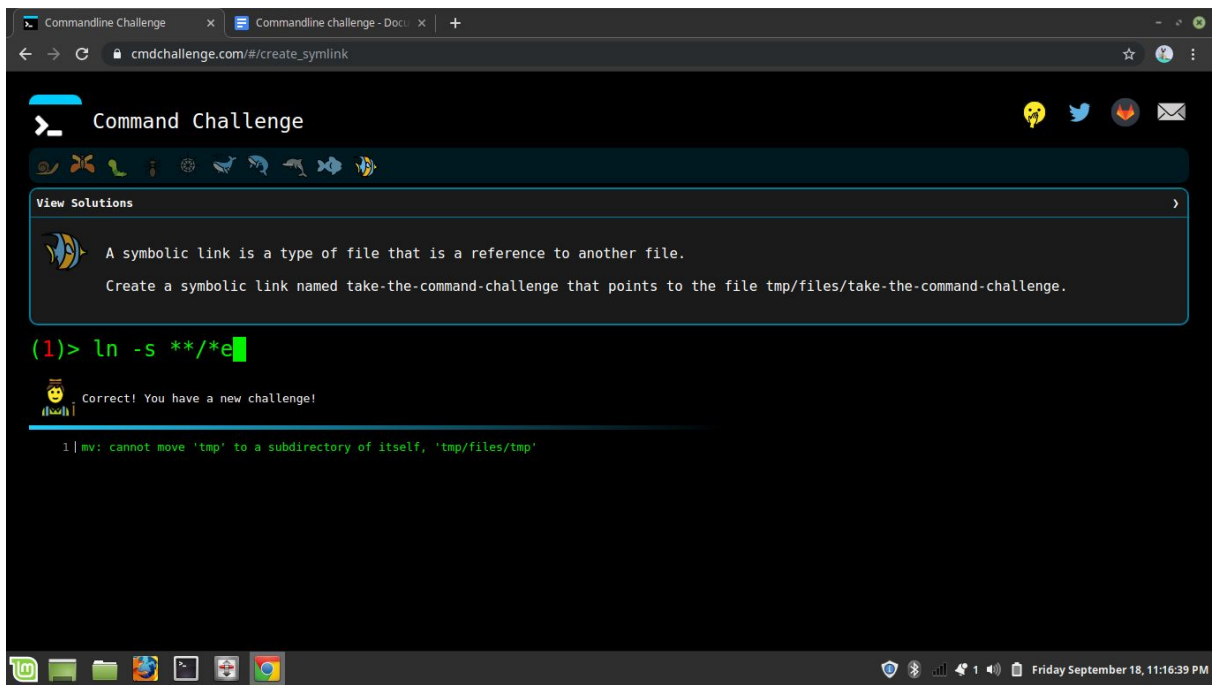 Commandline Challenge
Commandline challenge - Docu
cmdchallenge.com/#/create_symlink
>_ Command Challenge
View Solutions
A symbolic link is a type of file that is a reference to another file.
Create a symbolic link named take-the-command-challenge that points to the file tmp/files/take-the-command-challenge.
(1)> ln -s **/*e
Correct! You have a new challenge!
1| mv: cannot move 'tmp' to a subdirectory of itself, 'tmp/files/tmp'
1 Friday September 18, 11:16:39 PM